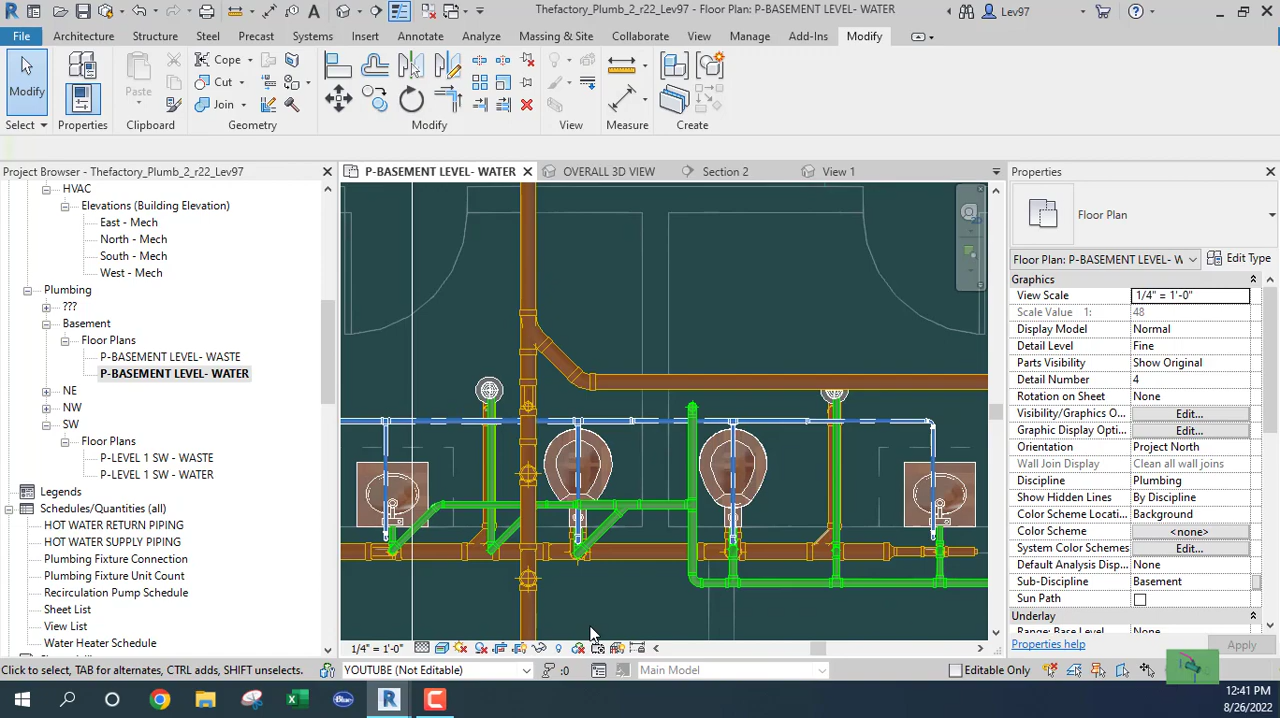 Thefactory_Plumb_2_r22_Lev97 - Floor Plan: P-BASEMENT LEVEL- WATER
Lev97
File Architecture Structure Steel Precast Systems Insert Annotate Analyze Massing & Site Collaborate View Manage Add-Ins Modify
Modify
Select
Properties
Paste
Clipboard
Cope
Cut
Join
Geometry
Modify
View
Measure
Create
Project Browser - Thefactory_Plumb_2_r22_Lev97
HVAC
Elevations (Building Elevation)
East - Mech
North - Mech
South - Mech
West - Mech
Plumbing
???
Basement
Floor Plans
P-BASEMENT LEVEL- WASTE
P-BASEMENT LEVEL- WATER
NE
NW
SW
Floor Plans
P-LEVEL 1 SW - WASTE
P-LEVEL 1 SW - WATER
Legends
Schedules/Quantities (all)
HOT WATER RETURN PIPING
HOT WATER SUPPLY PIPING
Plumbing Fixture Connection
Plumbing Fixture Unit Count
Recirculation Pump Schedule
Sheet List
View List
Water Heater Schedule
P-BASEMENT LEVEL- WATER
OVERALL 3D VIEW
Section 2
View 1
1/4" = 1'-0"
Properties
Floor Plan
Floor Plan: P-BASEMENT LEVEL- W
Edit Type
Graphics
View Scale 1/4" = 1'-0"
Scale Value 1: 48
Display Model Normal
Detail Level Fine
Parts Visibility Show Original
Detail Number 4
Rotation on Sheet None
Visibility/Graphics O... Edit...
Graphic Display Opti... Edit...
Orientation Project North
Wall Join Display Clean all wall joins
Discipline Plumbing
Show Hidden Lines By Discipline
Color Scheme Locati... Background
Color Scheme <none>
System Color Schemes Edit...
Default Analysis Disp... None
Sub-Discipline Basement
Sun Path
Underlay
Range: Base Level None
Properties help
Apply
Click to select, TAB for alternates, CTRL adds, SHIFT unselects.
YOUTUBE (Not Editable)
:0
Main Model
Editable Only
12:41 PM
8/26/2022